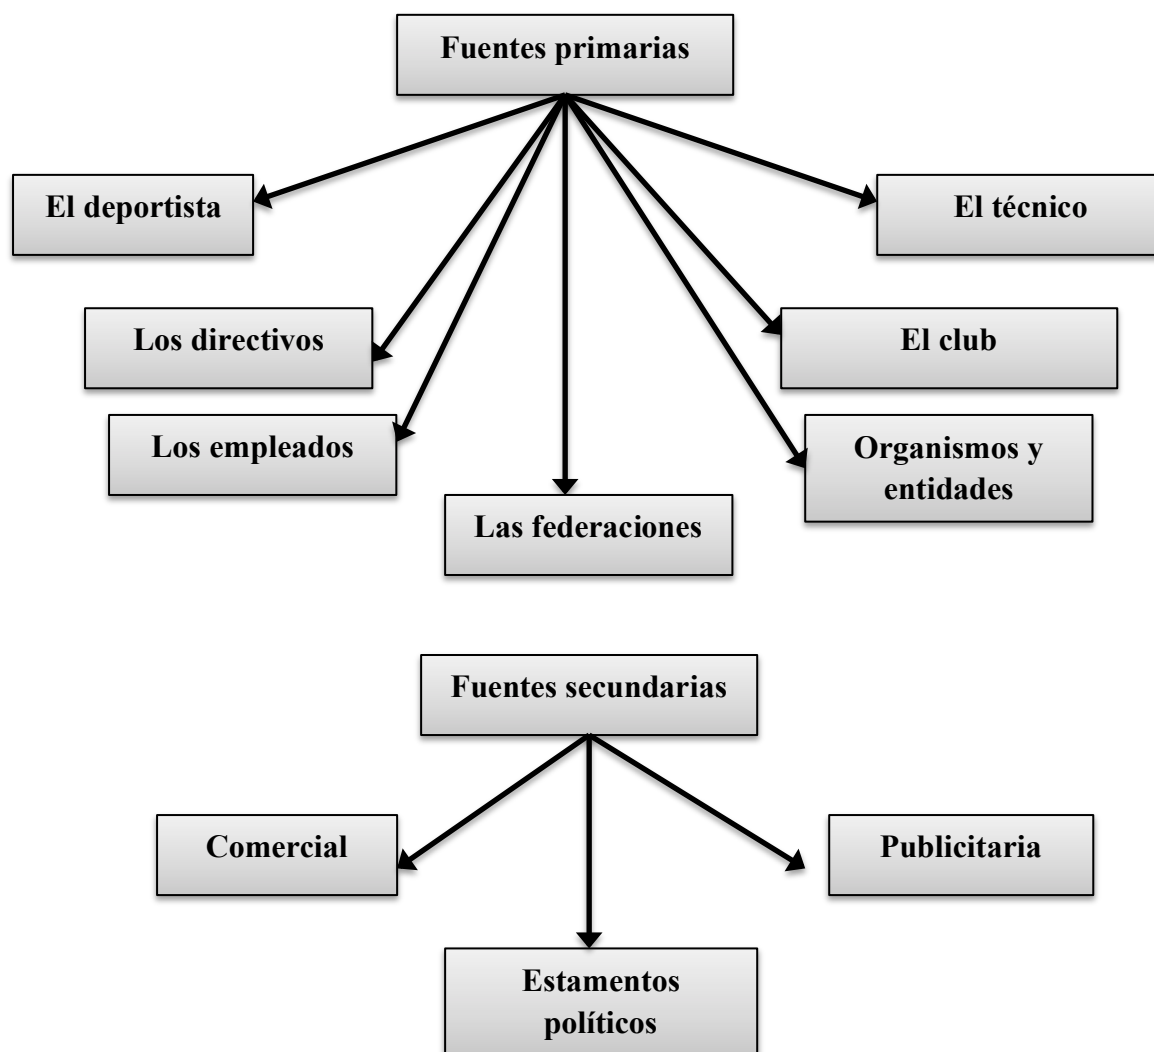 Fuentes primarias
El deportista
El técnico
Los directivos
El club
Los empleados
Organismos y
entidades
Las federaciones
Fuentes secundarias
Comercial
Publicitaria
Estamentos
políticos